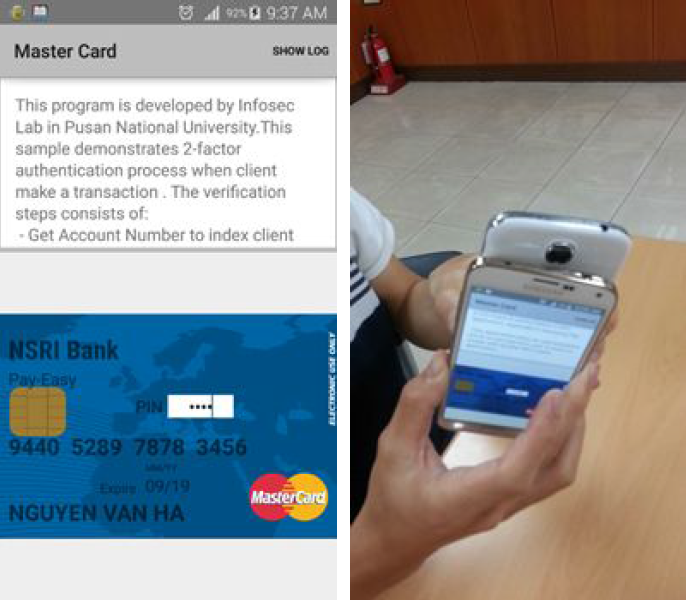 92% 9:37 AM
Master Card
SHOW LOG
This program is developed by Infosec
Lab in Pusan National University.This
sample demonstrates 2-factor
authentication process when client
make a transaction . The verification
steps consists of:
- Get Account Number to index client
NSRI Bank
Pay-Easy
ELECTRONIC USE ONLY
PIN ••••
9440 5289 7878 3456
MM/YY
Expire 09/19
MasterCard
NGUYEN VAN HA
SAMSUNG
Master Card